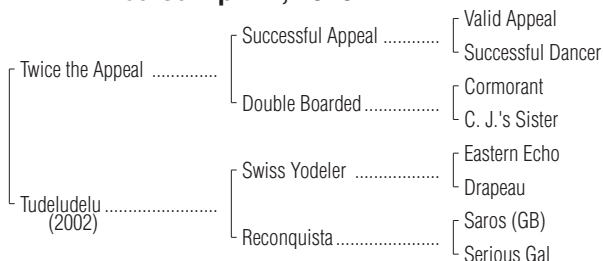 Twice the Appeal ..............
Tudeludelu ........................
(2002)
Successful Appeal ............
Double Boarded ................
Swiss Yodeler ..................
Reconquista ......................
Valid Appeal
Successful Dancer
Cormorant
C. J.'s Sister
Eastern Echo
Drapeau
Saros (GB)
Serious Gal